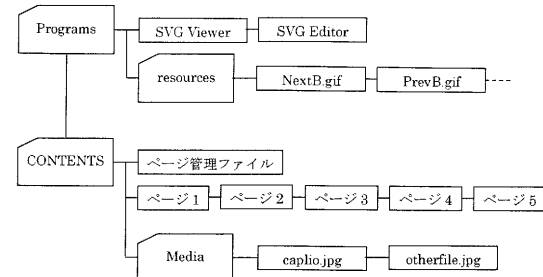 Programs
SVG Viewer
SVG Editor
resources
NextB.gif
PrevB.gif
CONTENTS
ページ管理ファイル
ページ1
ページ2
ページ3
ページ4
ページ5
Media
caplio.jpg
otherfile.jpg